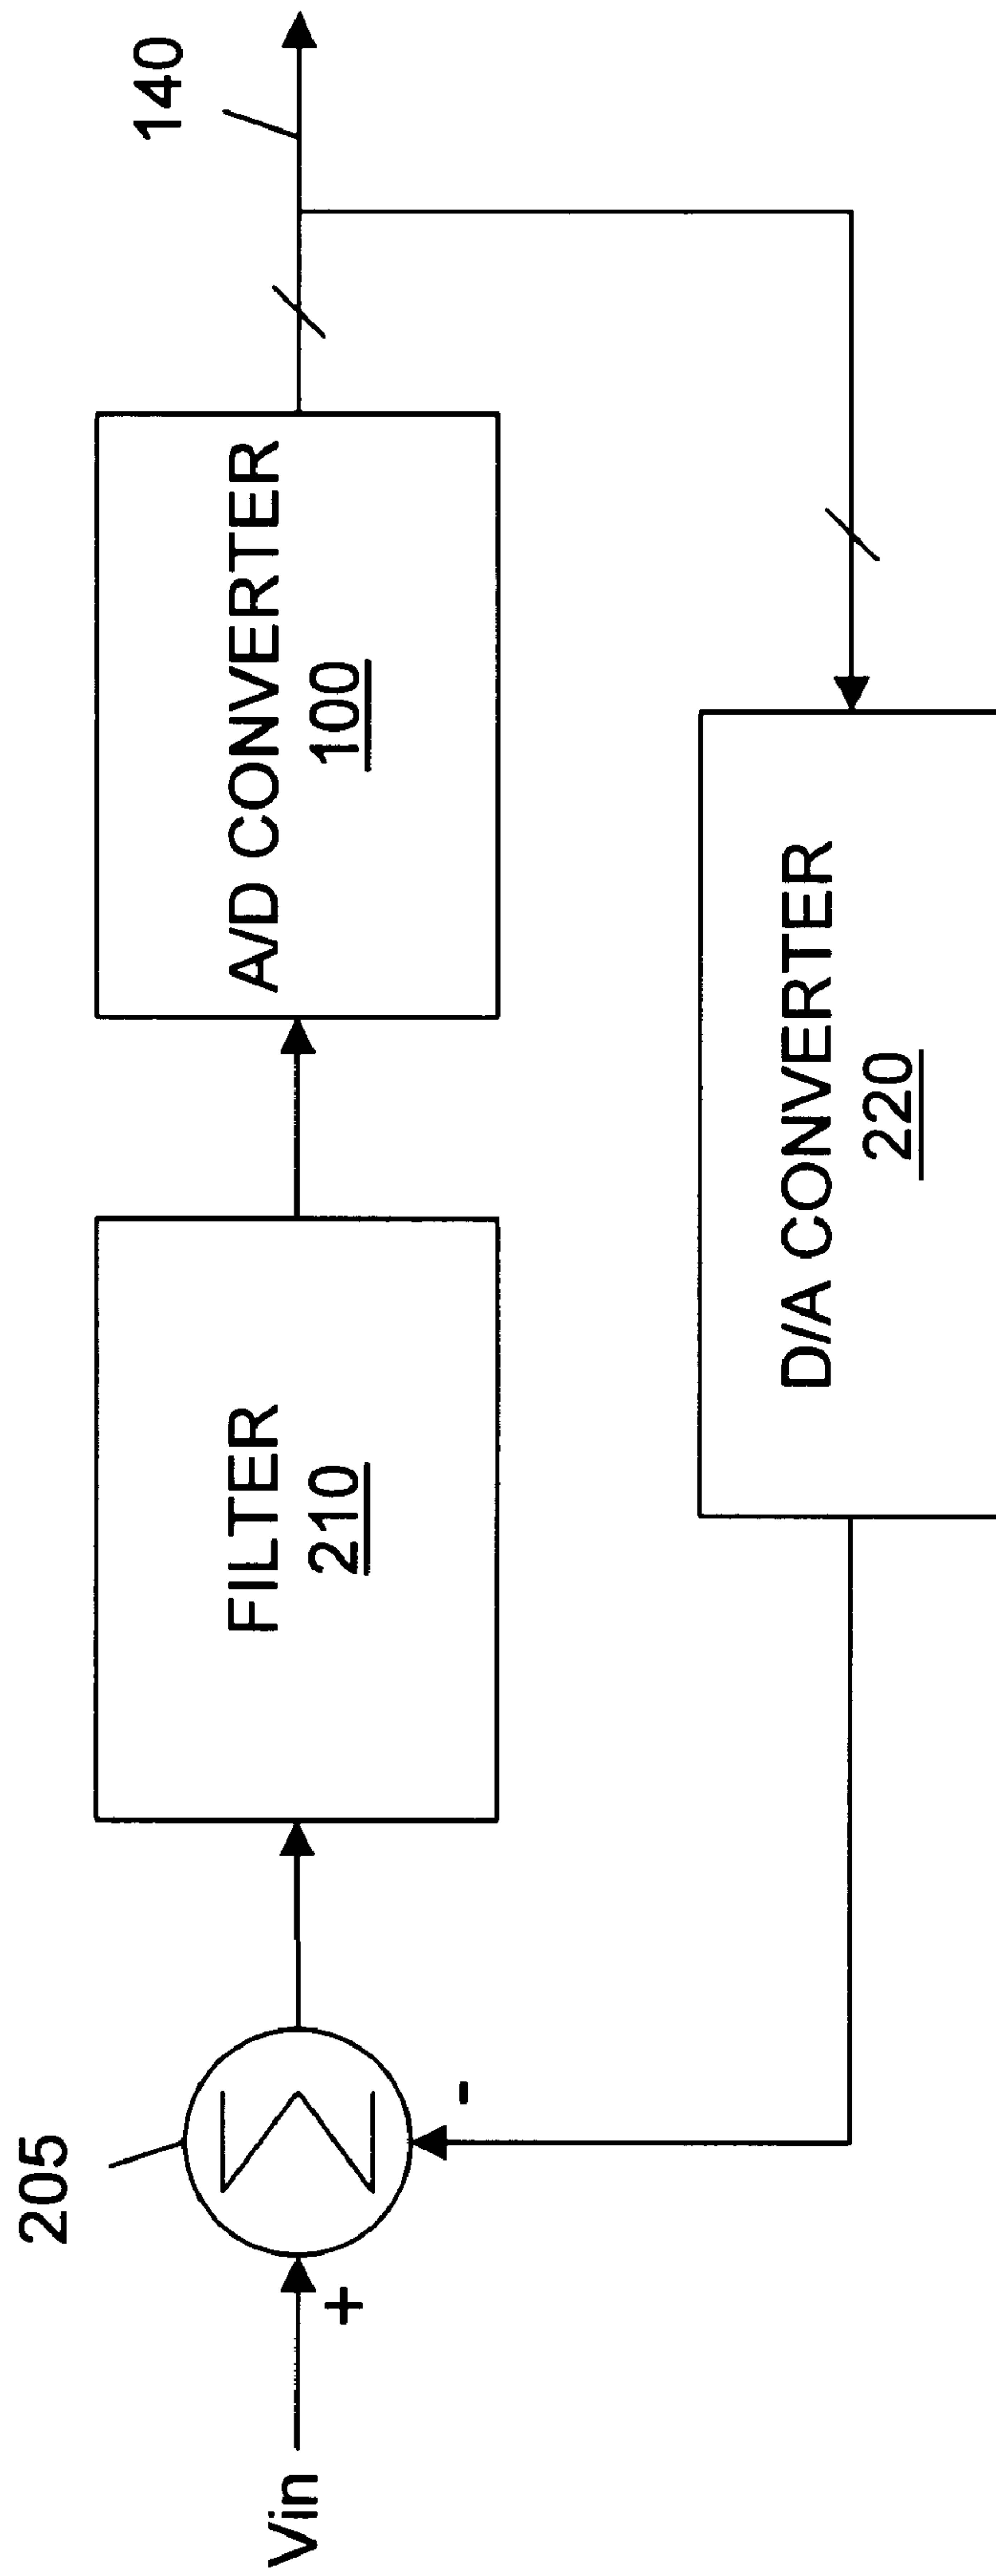 Vin
+
205
Σ
-
FILTER
210
A/D CONVERTER
100
140
D/A CONVERTER
220